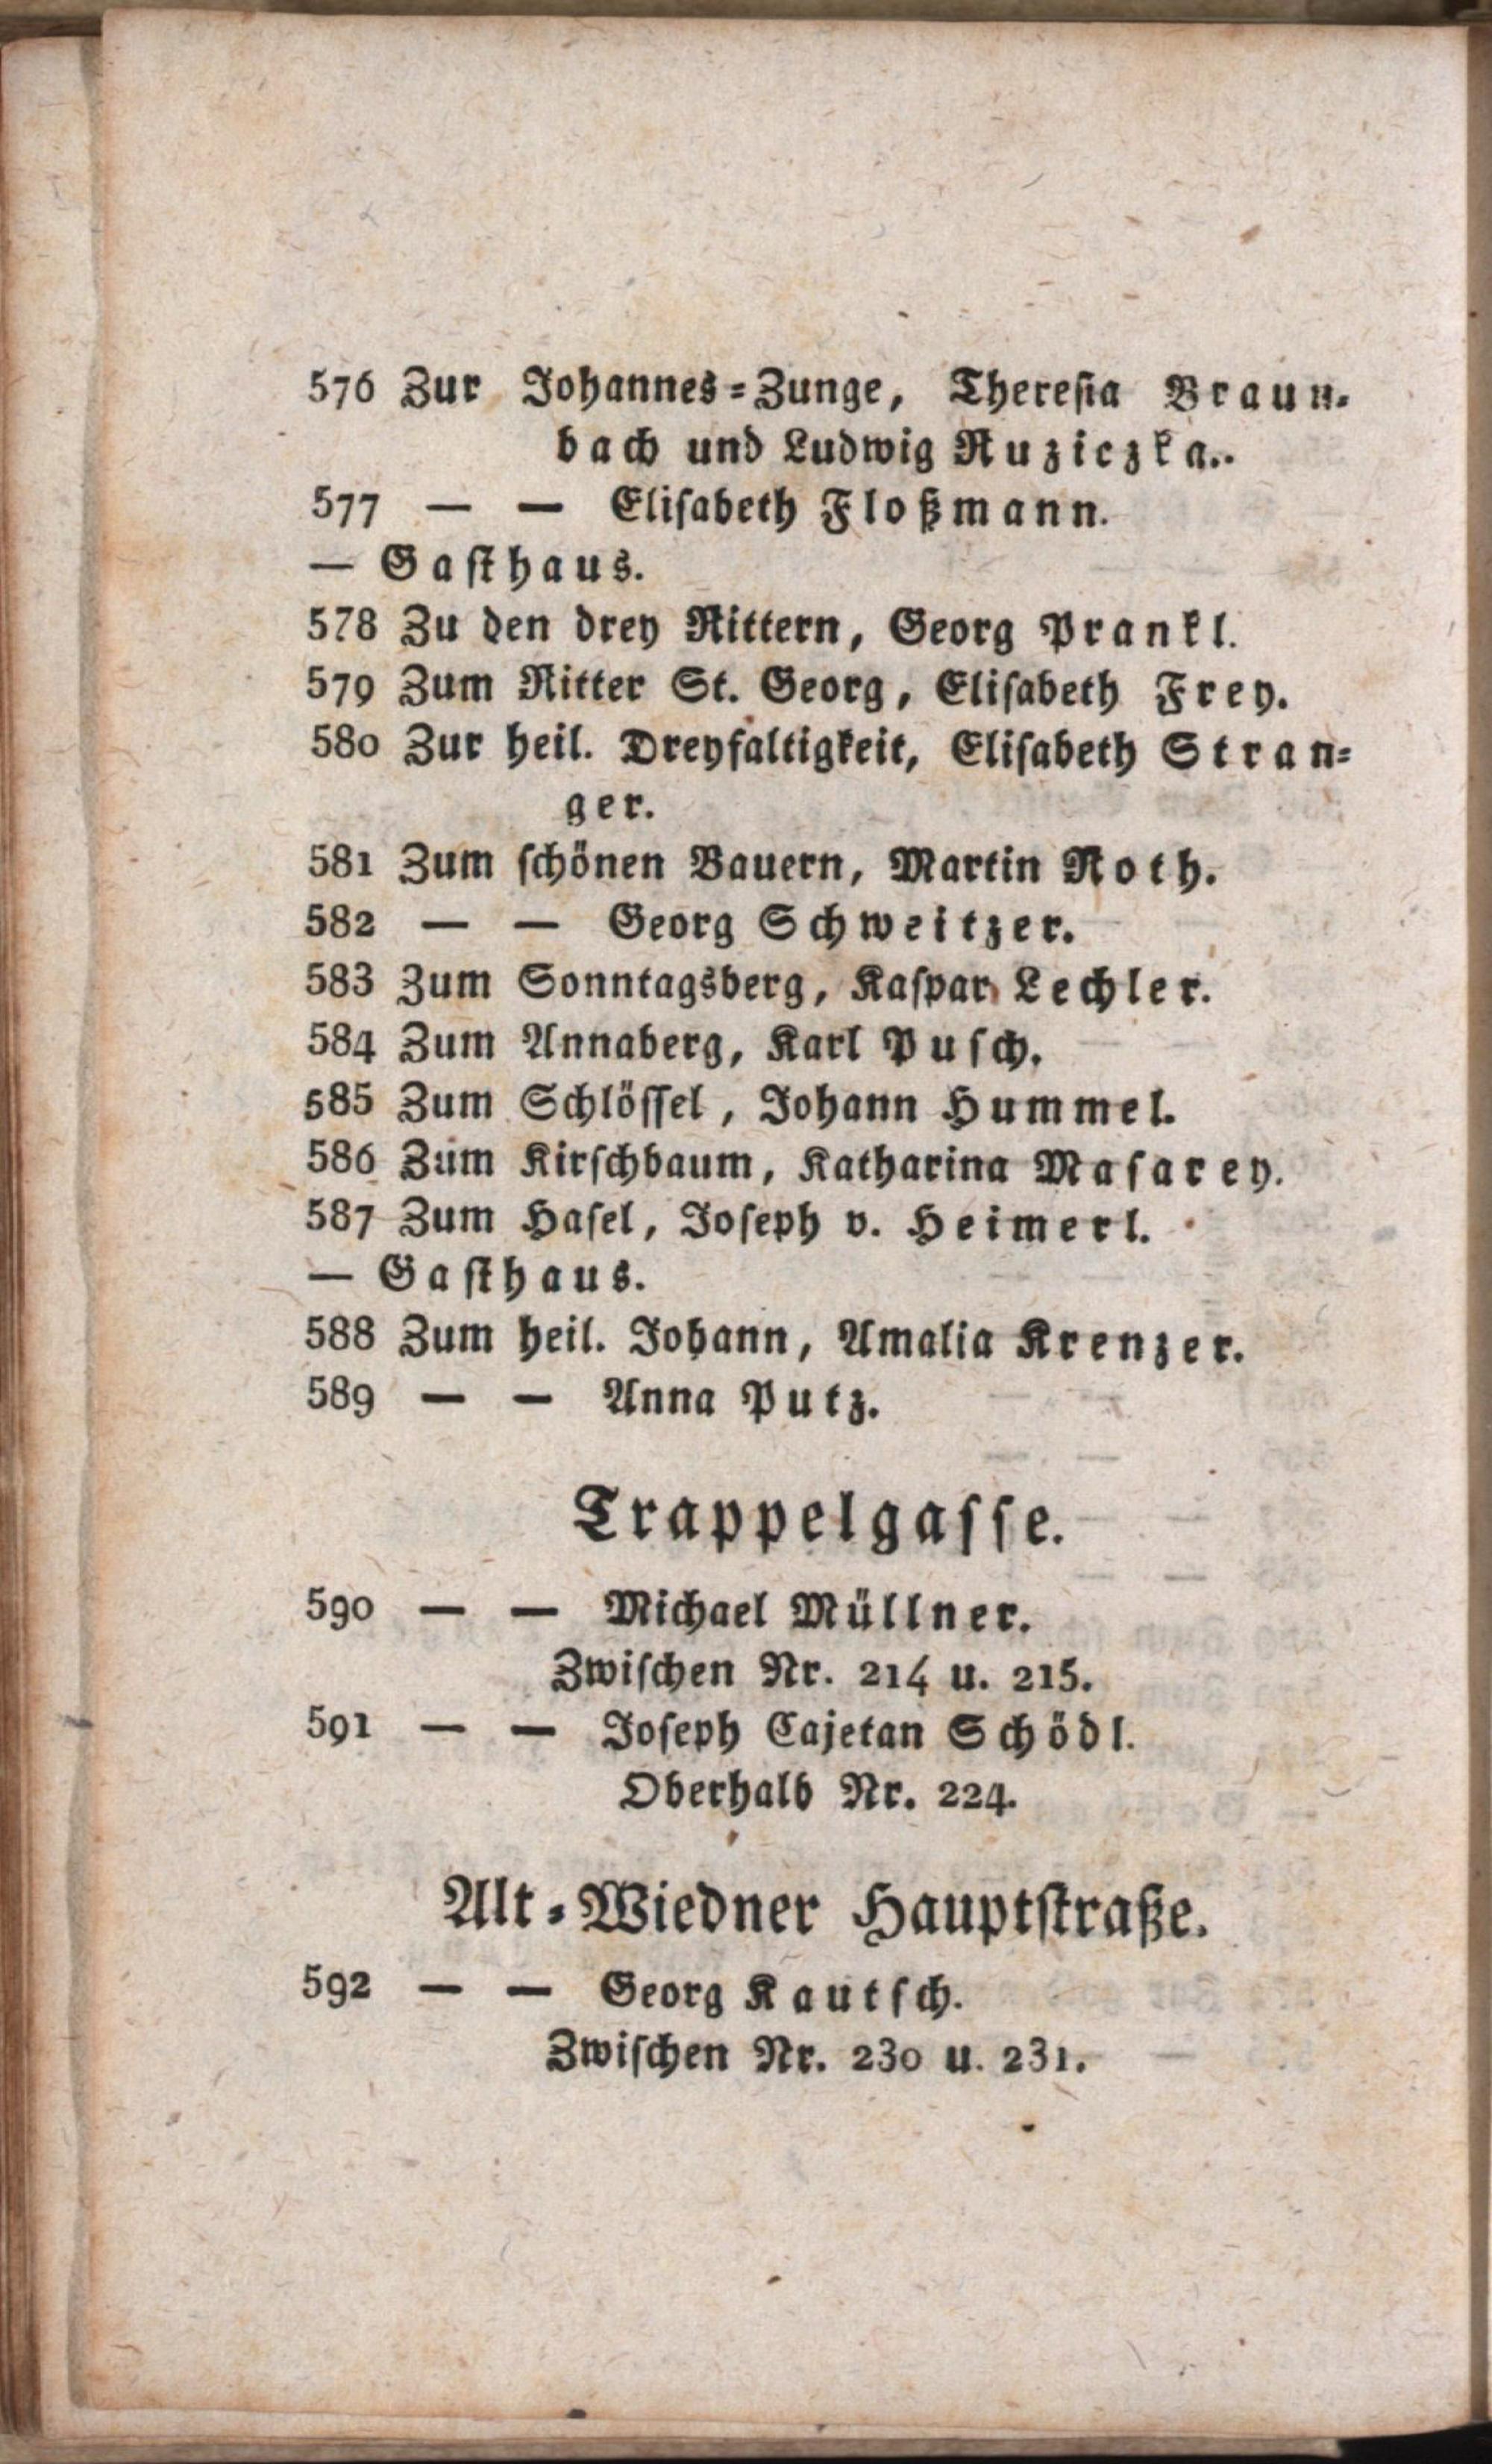 576 Zur Johannes-Zunge, Theresia Braun-
bach und Ludwig Ruziczka..
577 — — Elisabeth Floßmann.
— Gasthaus.
578 Zu den drey Rittern, Georg Prankl.
579 Zum Ritter St. Georg, Elisabeth Frey.
580 Zur heil. Dreyfaltigkeit, Elisabeth Stran-
ger.
581 Zum schönen Bauern, Martin Roth.
582 — — Georg Schweitzer.
583 Zum Sonntagsberg, Kaspar Lechler.
584 Zum Annaberg, Karl Pusch.
585 Zum Schlössel, Johann Hummel.
586 Zum Kirschbaum, Katharina Masarey.
587 Zum Hasel, Joseph v. Heimerl.
— Gasthaus.
588 Zum heil. Johann, Amalia Krenzer.
589 — — Anna Putz.
Trappelgasse.
590 — — Michael Müllner.
Zwischen Nr. 214 u. 215.
591 — — Joseph Cajetan Schödl.
Oberhalb Nr. 224.
Alt-Wiedner Hauptstraße.
592 — — Georg Kautsch.
Zwischen Nr. 230 u. 231.